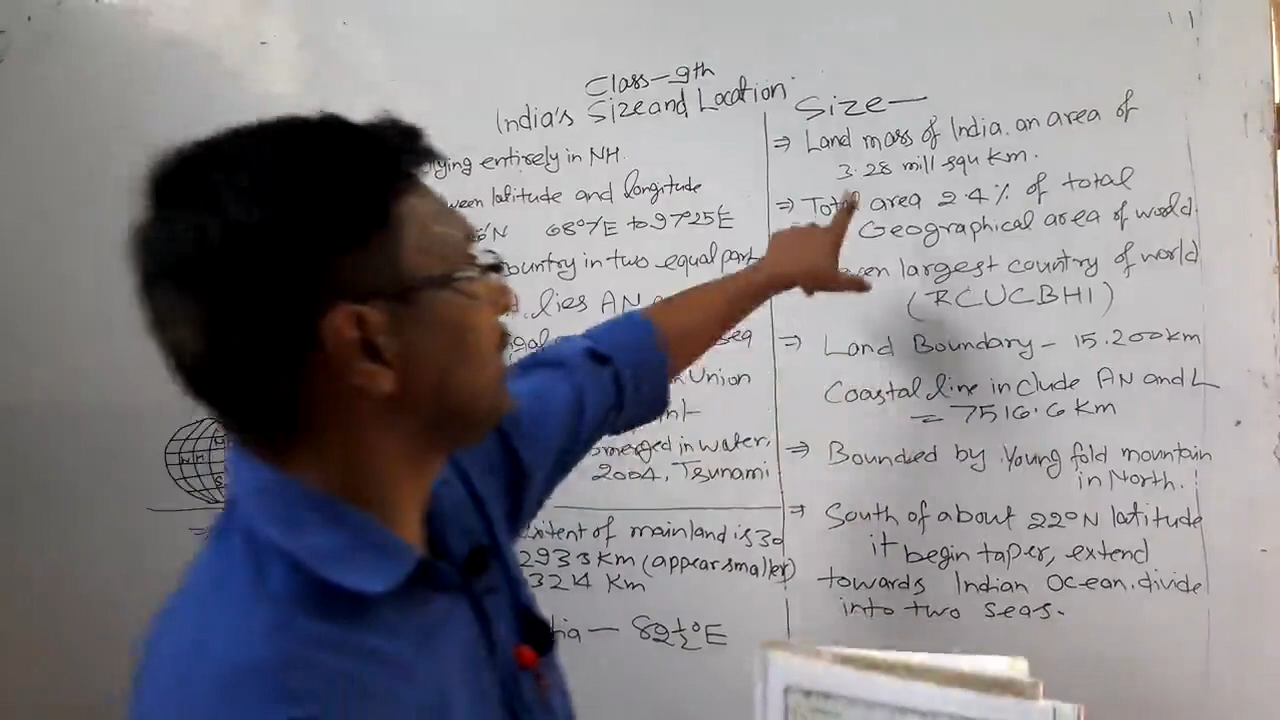 Class-9th
India's Size and Location
lying entirely in NH.
latitude and longitude
N 68°7'E to 97°25'E
country in two equal part
lies AN
sea
Union
submerged in water,
2004, Tsunami
Extent of mainland is 30
2933 km (appear smaller)
3214 Km
82½°E
Size-
⇒ Land mass of India. an area of
3.28 mill squ km.
⇒ Total area 2.4% of total
Geographical area of world.
largest country of world
(RCUCBHI)
⇒ Land Boundary - 15.200km
Coastal line include AN and L
= 7516.6 Km
⇒ Bounded by Young fold mountain
in North.
⇒ South of about 22°N latitude
it begin taper, extend
towards Indian Ocean. divide
into two seas.